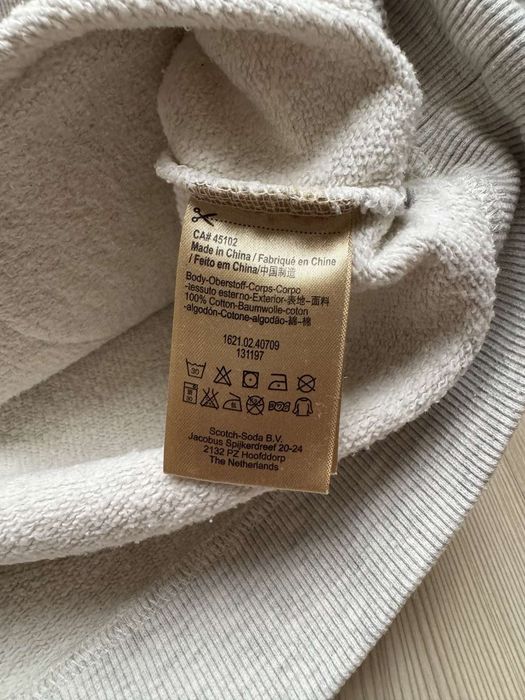 CA# 45102
Made in China / Fabriqué en Chine
/ Feito em China/中国制造
Body-Oberstoff-Corps-Corpo
-tessuto esterno-Exterior-表地-面料
100% Cotton-Baumwolle-coton
-algodón-Cotone-algodão-綿-棉
1621.02.40709
131197
30
Scotch-Soda B.V.
Jacobus Spijkerdreef 20-24
2132 PZ Hoofddorp
The Netherlands